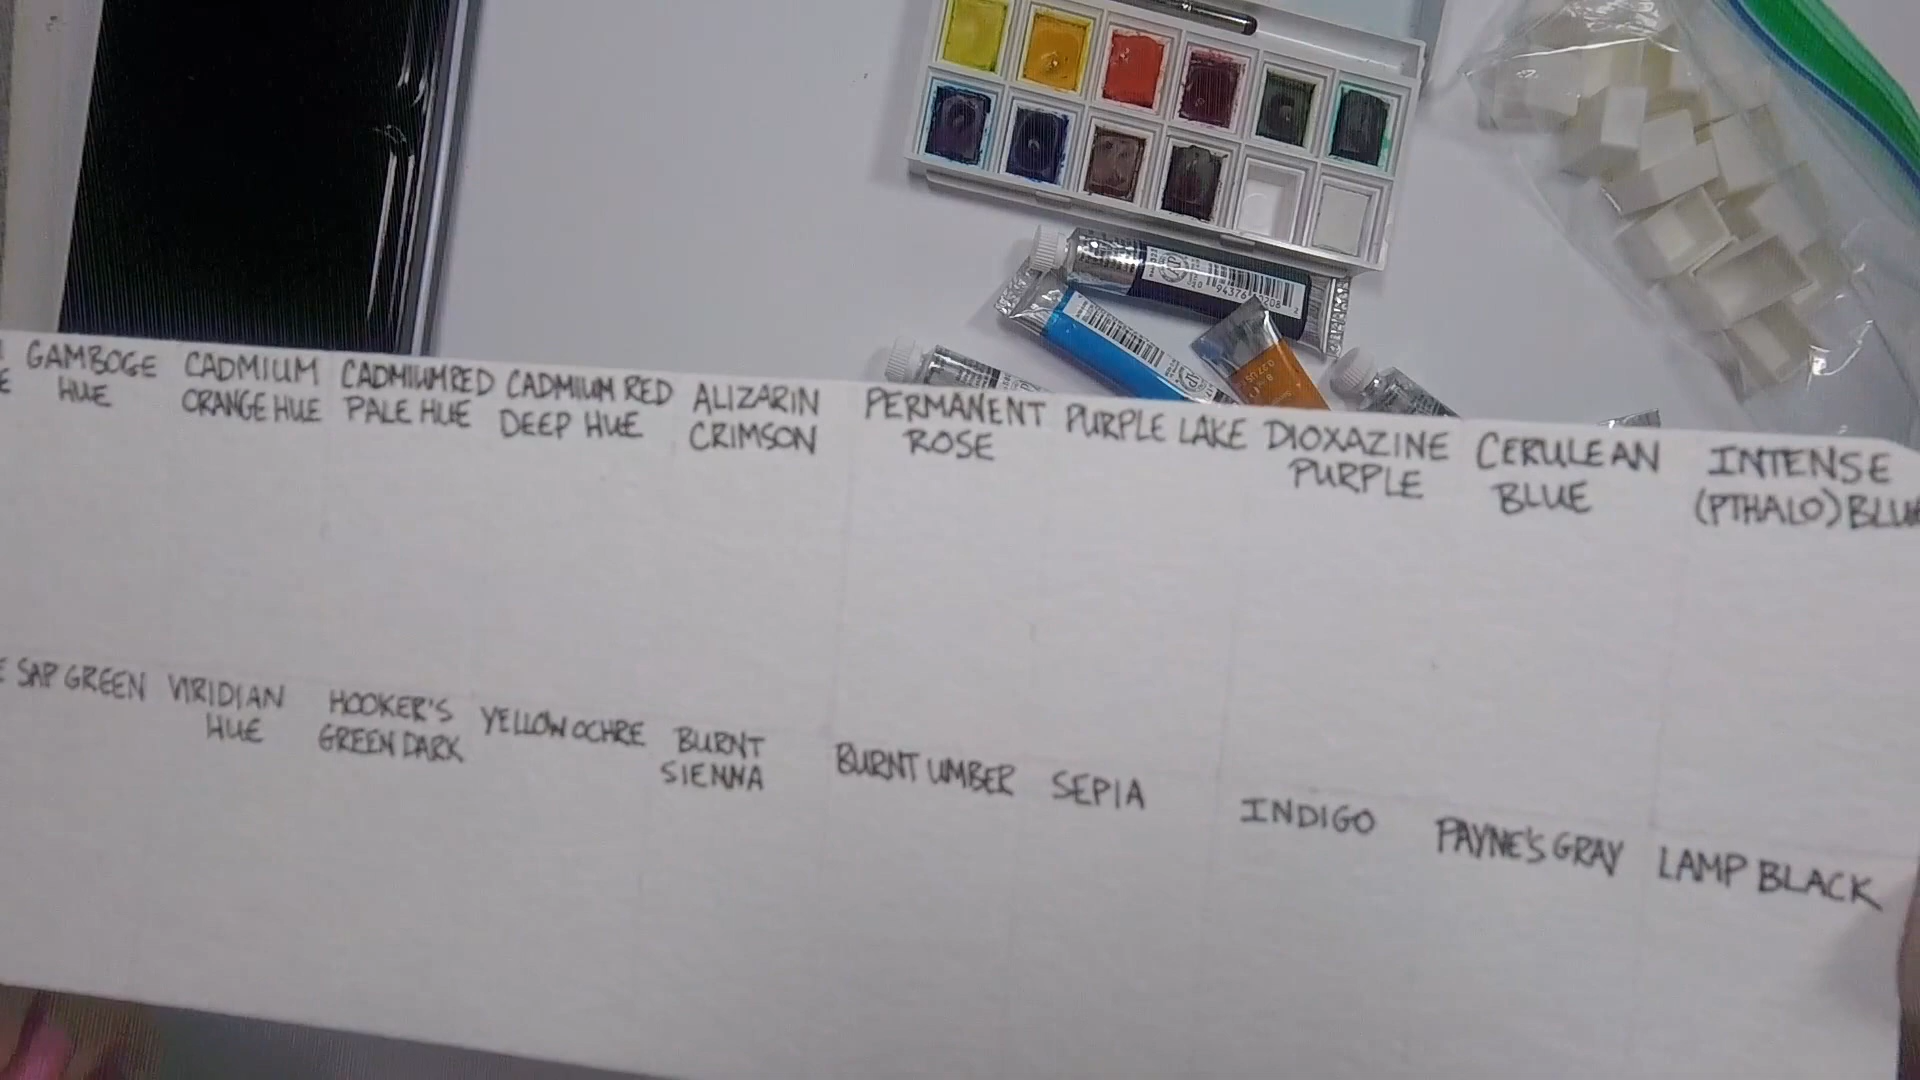 GAMBOGE
HUE
CADMIUM
ORANGE HUE
CADMIUM RED
PALE HUE
CADMIUM RED
DEEP HUE
ALIZARIN
CRIMSON
PERMANENT
ROSE
PURPLE LAKE
DIOXAZINE
PURPLE
CERULEAN
BLUE
INTENSE
(PTHALO) BLUE
SAP GREEN
VIRIDIAN
HUE
HOOKER'S
GREEN DARK
YELLOW OCHRE
BURNT
SIENNA
BURNT UMBER
SEPIA
INDIGO
PAYNE'S GRAY
LAMP BLACK